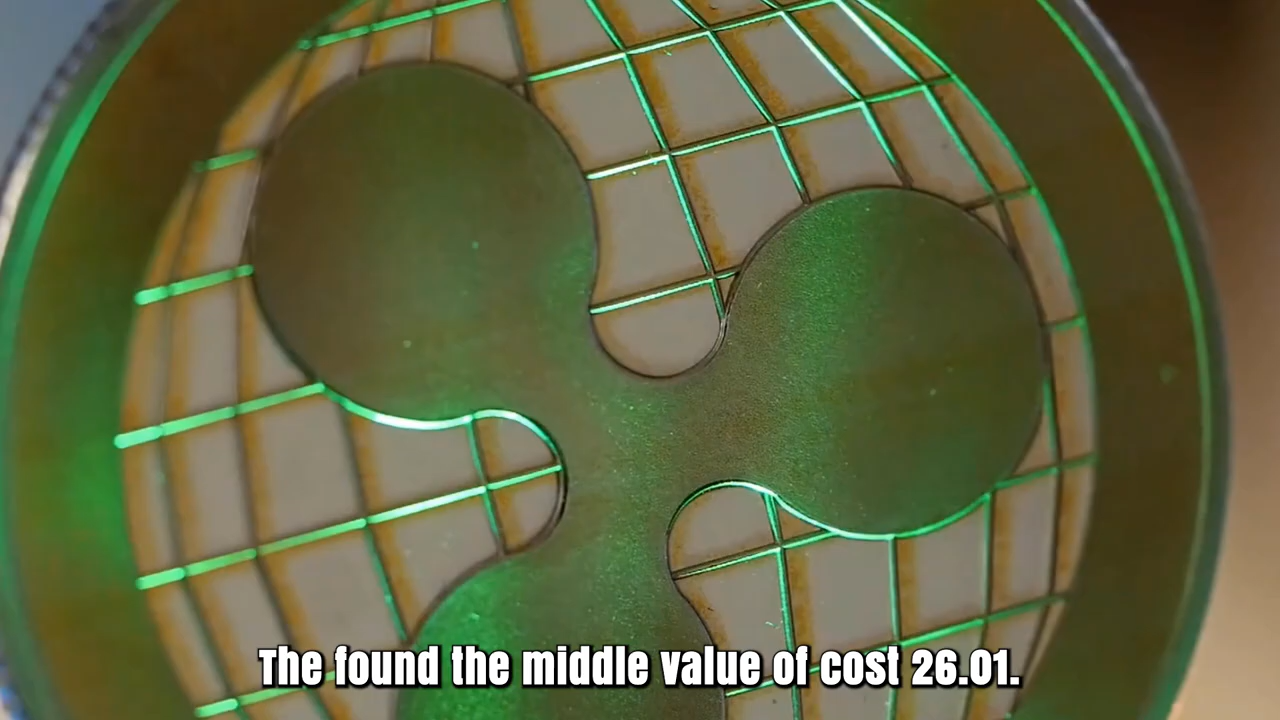 The found the middle value of cost 26.01.